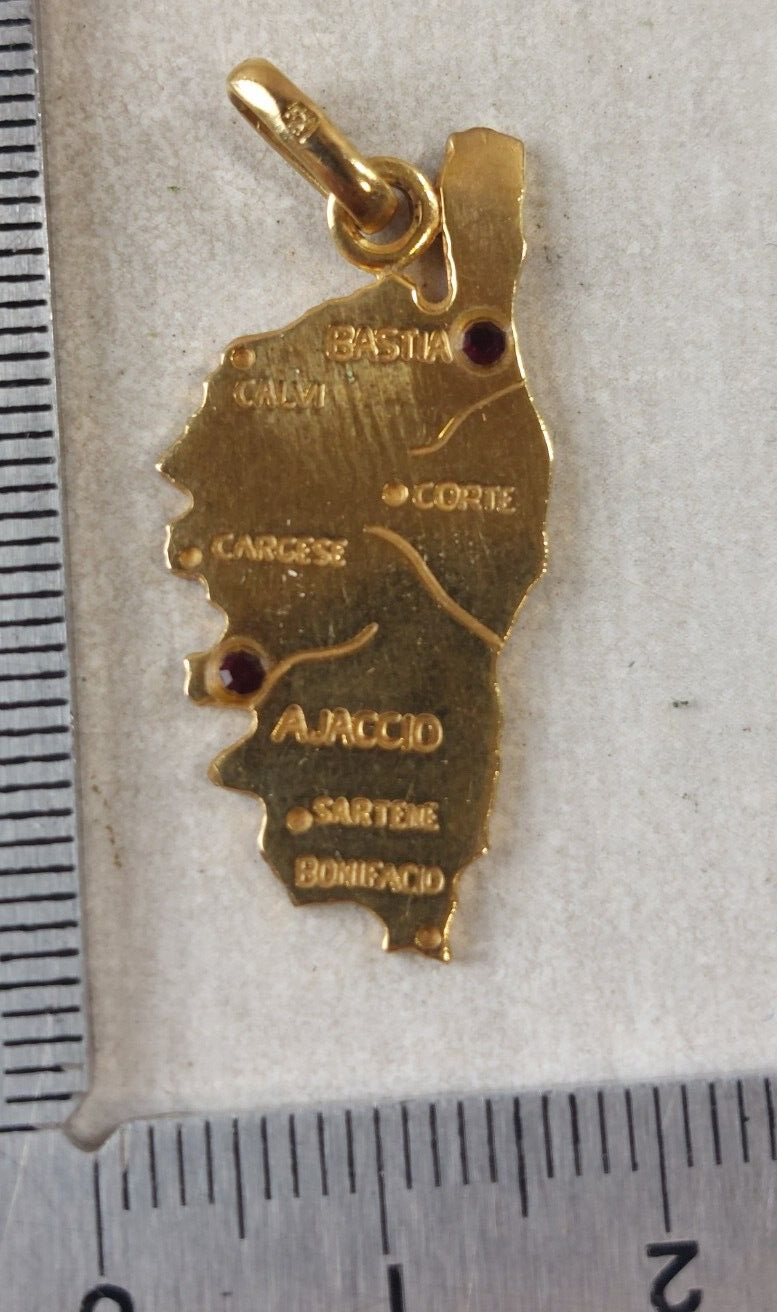 BASTIA
CALVI
CORTE
CARGESE
AJACCIO
SARTENE
BONIFACIO
0 1 2